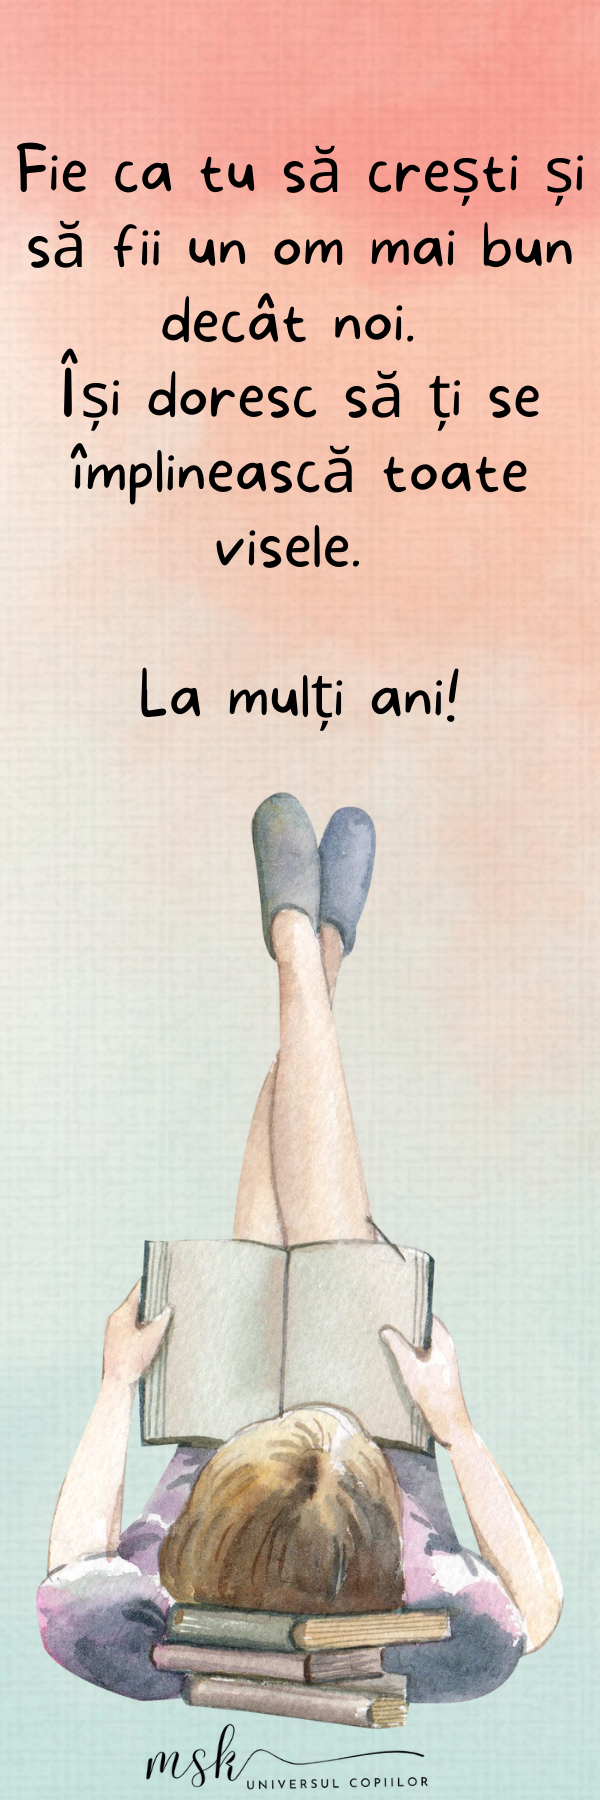 Fie ca tu să crești și
să fii un om mai bun
decât noi.
Își doresc să ți se
împlinească toate
visele.
La mulți ani!
msk
UNIVERSUL COPIILOR